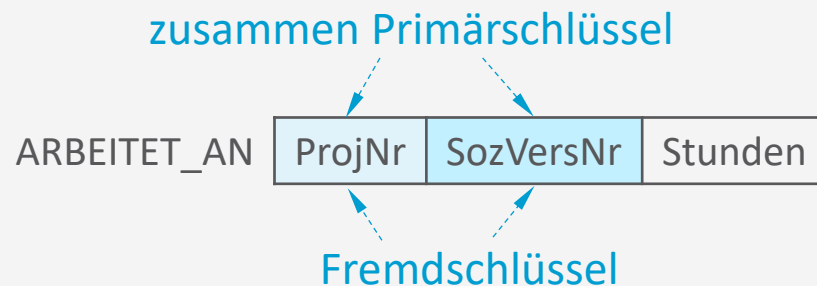 zusammen Primärschlüssel
ARBEITET_AN ProjNr SozVersNr Stunden
Fremdschlüssel